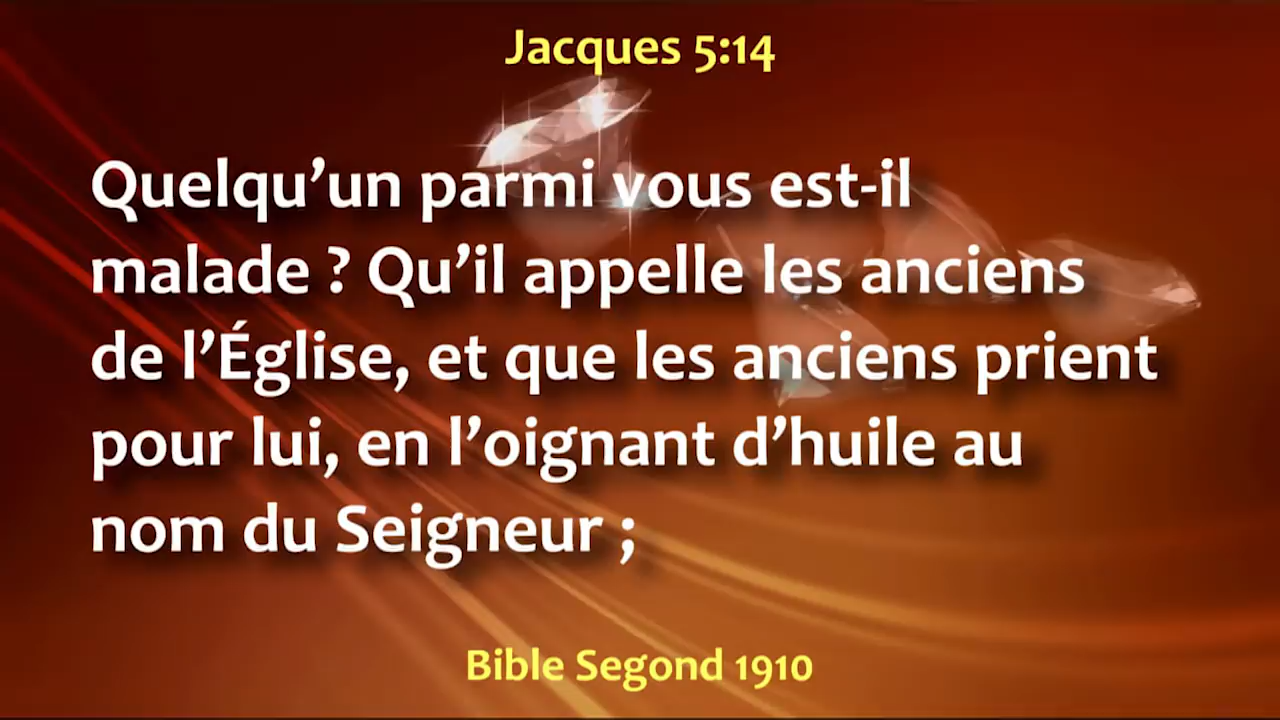 Jacques 5:14
Quelqu’un parmi vous est-il
malade ? Qu’il appelle les anciens
de l’Église, et que les anciens prient
pour lui, en l’oignant d’huile au
nom du Seigneur ;
Bible Segond 1910